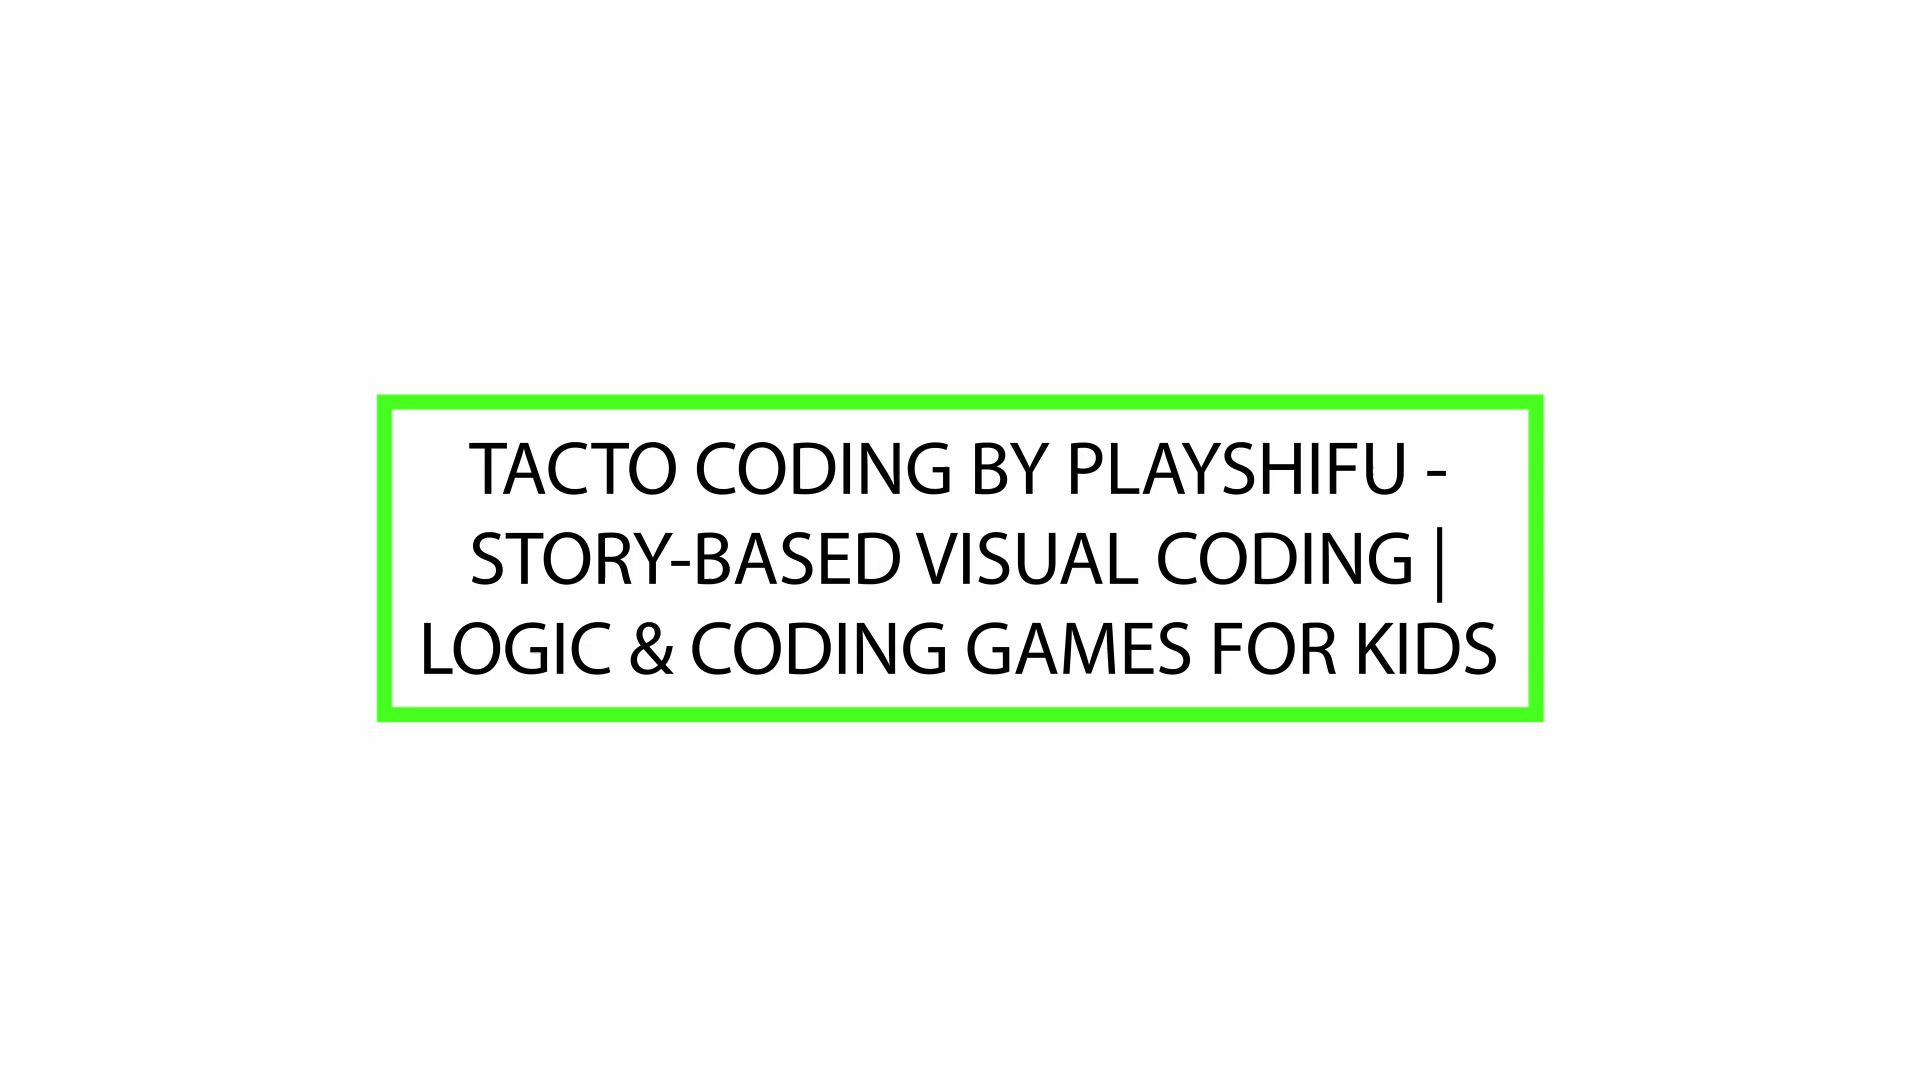 TACTO CODING BY PLAYSHIFU -
STORY-BASED VISUAL CODING |
LOGIC & CODING GAMES FOR KIDS